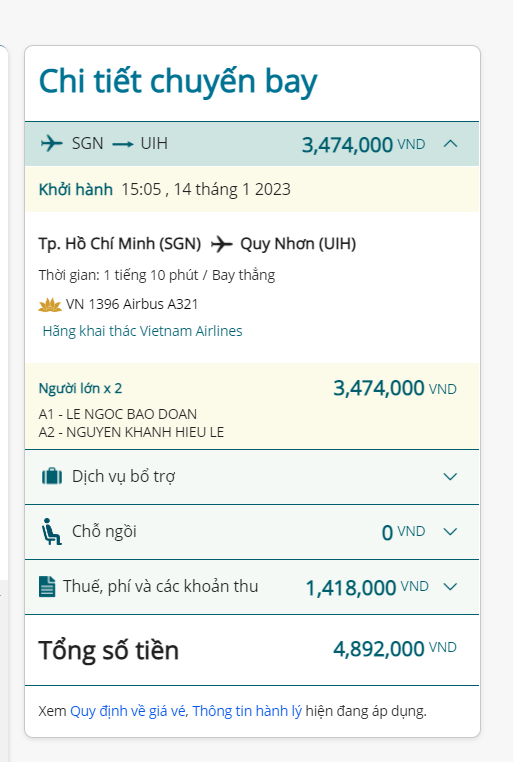 Chi tiết chuyến bay
SGN → UIH 3,474,000 VND
Khởi hành 15:05 , 14 tháng 1 2023
Tp. Hồ Chí Minh (SGN) Quy Nhơn (UIH)
Thời gian: 1 tiếng 10 phút / Bay thẳng
VN 1396 Airbus A321
Hãng khai thác Vietnam Airlines
Người lớn x 2 3,474,000 VND
A1 - LE NGOC BAO DOAN
A2 - NGUYEN KHANH HIEU LE
Dịch vụ bổ trợ
Chỗ ngồi 0 VND
Thuế, phí và các khoản thu 1,418,000 VND
Tổng số tiền 4,892,000 VND
Xem Quy định về giá vé, Thông tin hành lý hiện đang áp dụng.